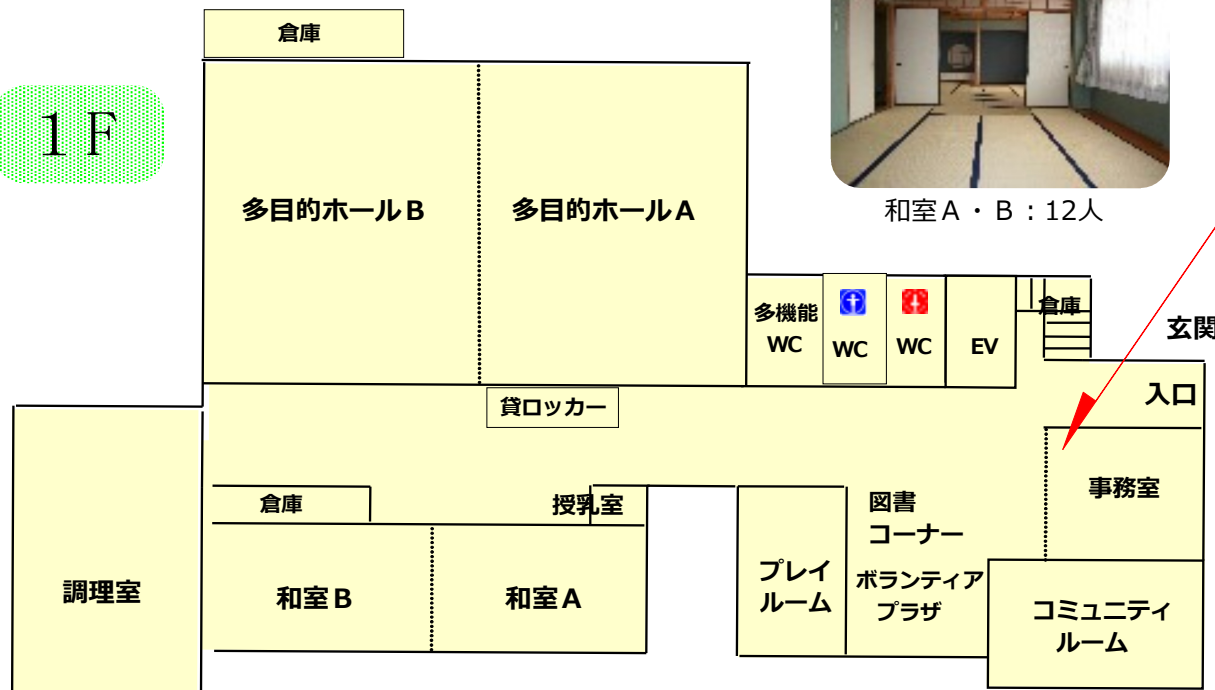 倉庫
1F
多目的ホールB
多目的ホールA
和室A・B：12人
多機能
WC
WC
WC
EV
倉庫
玄関
入口
貸ロッカー
事務室
倉庫
授乳室
図書
コーナー
調理室
和室B
和室A
プレイ
ルーム
ボランティア
プラザ
コミュニティ
ルーム